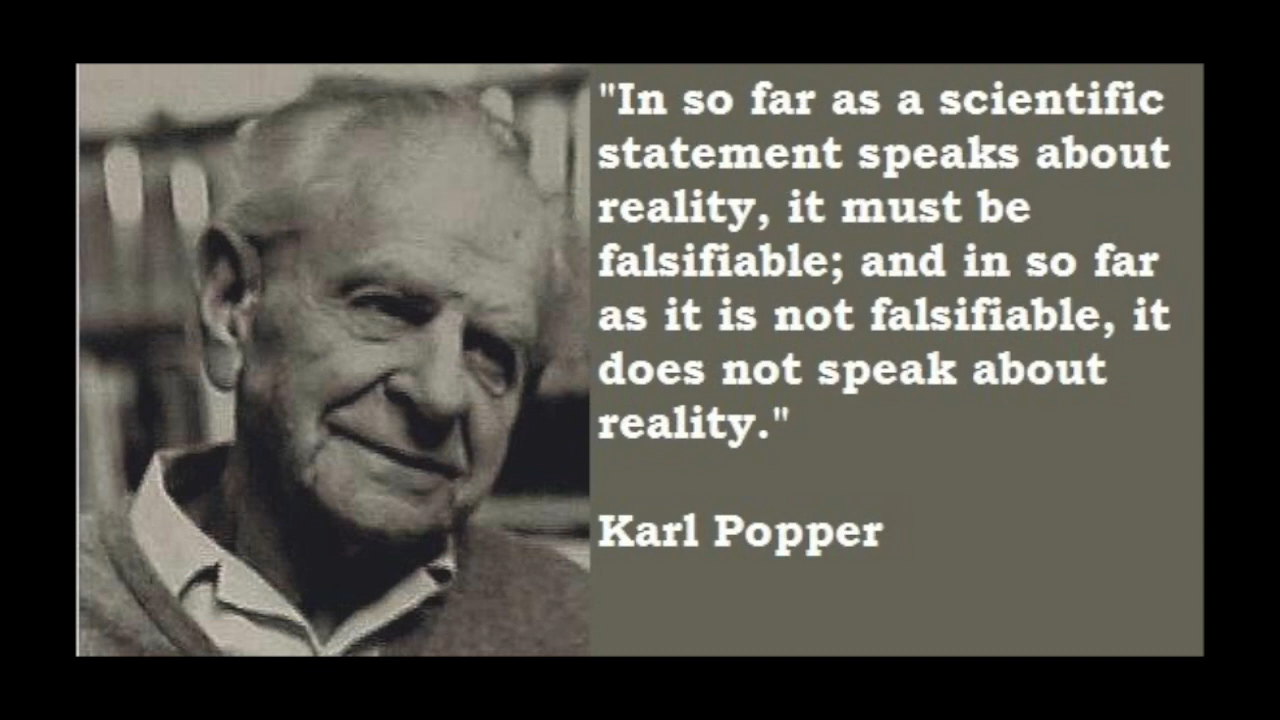 "In so far as a scientific
statement speaks about
reality, it must be
falsifiable; and in so far
as it is not falsifiable, it
does not speak about
reality."
Karl Popper